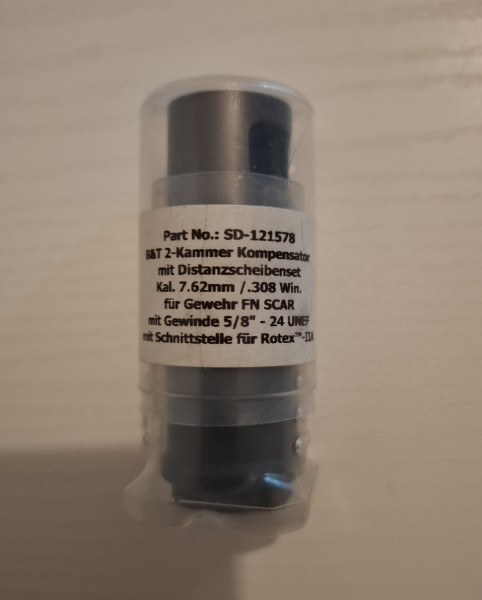 Part No.: SD-121578
B&T 2-Kammer Kompensator
mit Distanzscheibenset
Kal. 7.62mm /.308 Win.
für Gewehr FN SCAR
mit Gewinde 5/8" - 24 UNEF
mit Schnittstelle für Rotex™-IIA